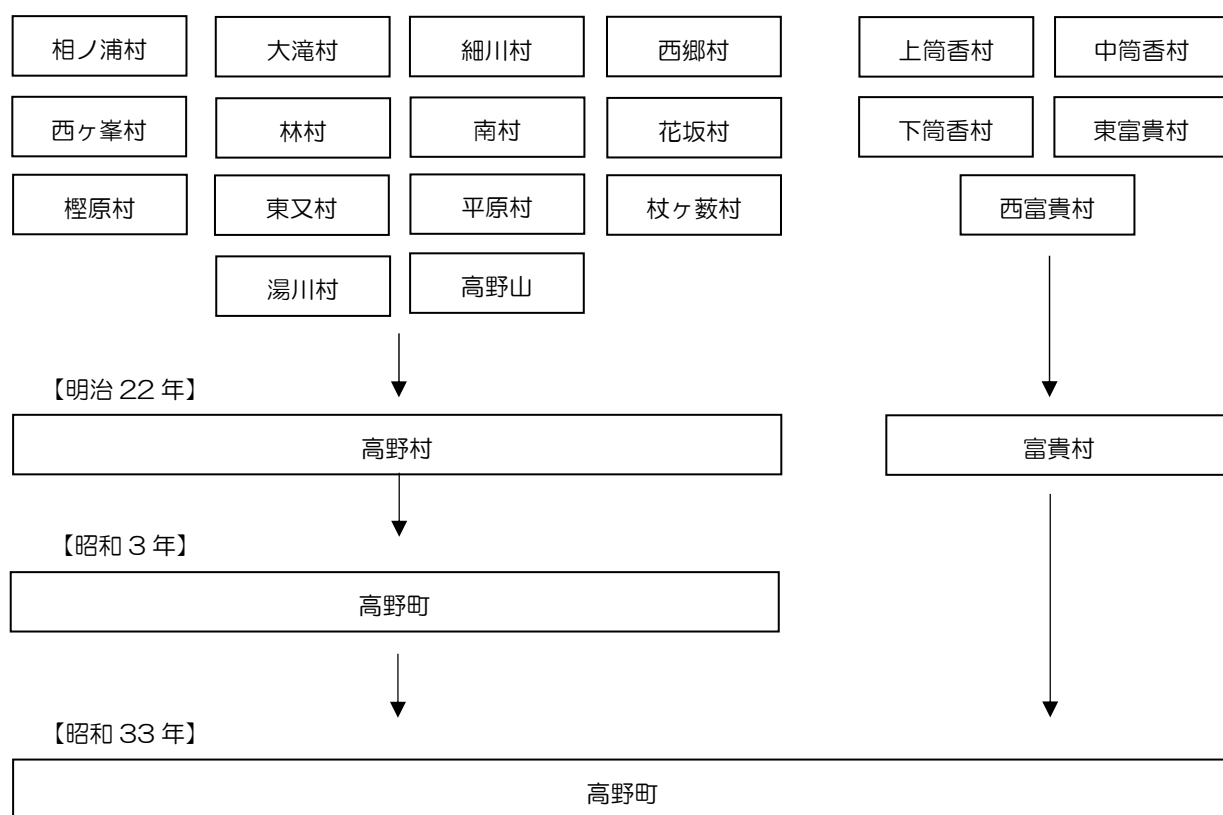 相ノ浦村 大滝村 細川村 西郷村 上筒香村 中筒香村
西ヶ峯村 林村 南村 花坂村 下筒香村 東富貴村
樫原村 東又村 平原村 杖ヶ薮村 西富貴村
湯川村 高野山
【明治 22 年】
高野村 富貴村
【昭和 3 年】
高野町
【昭和 33 年】
高野町